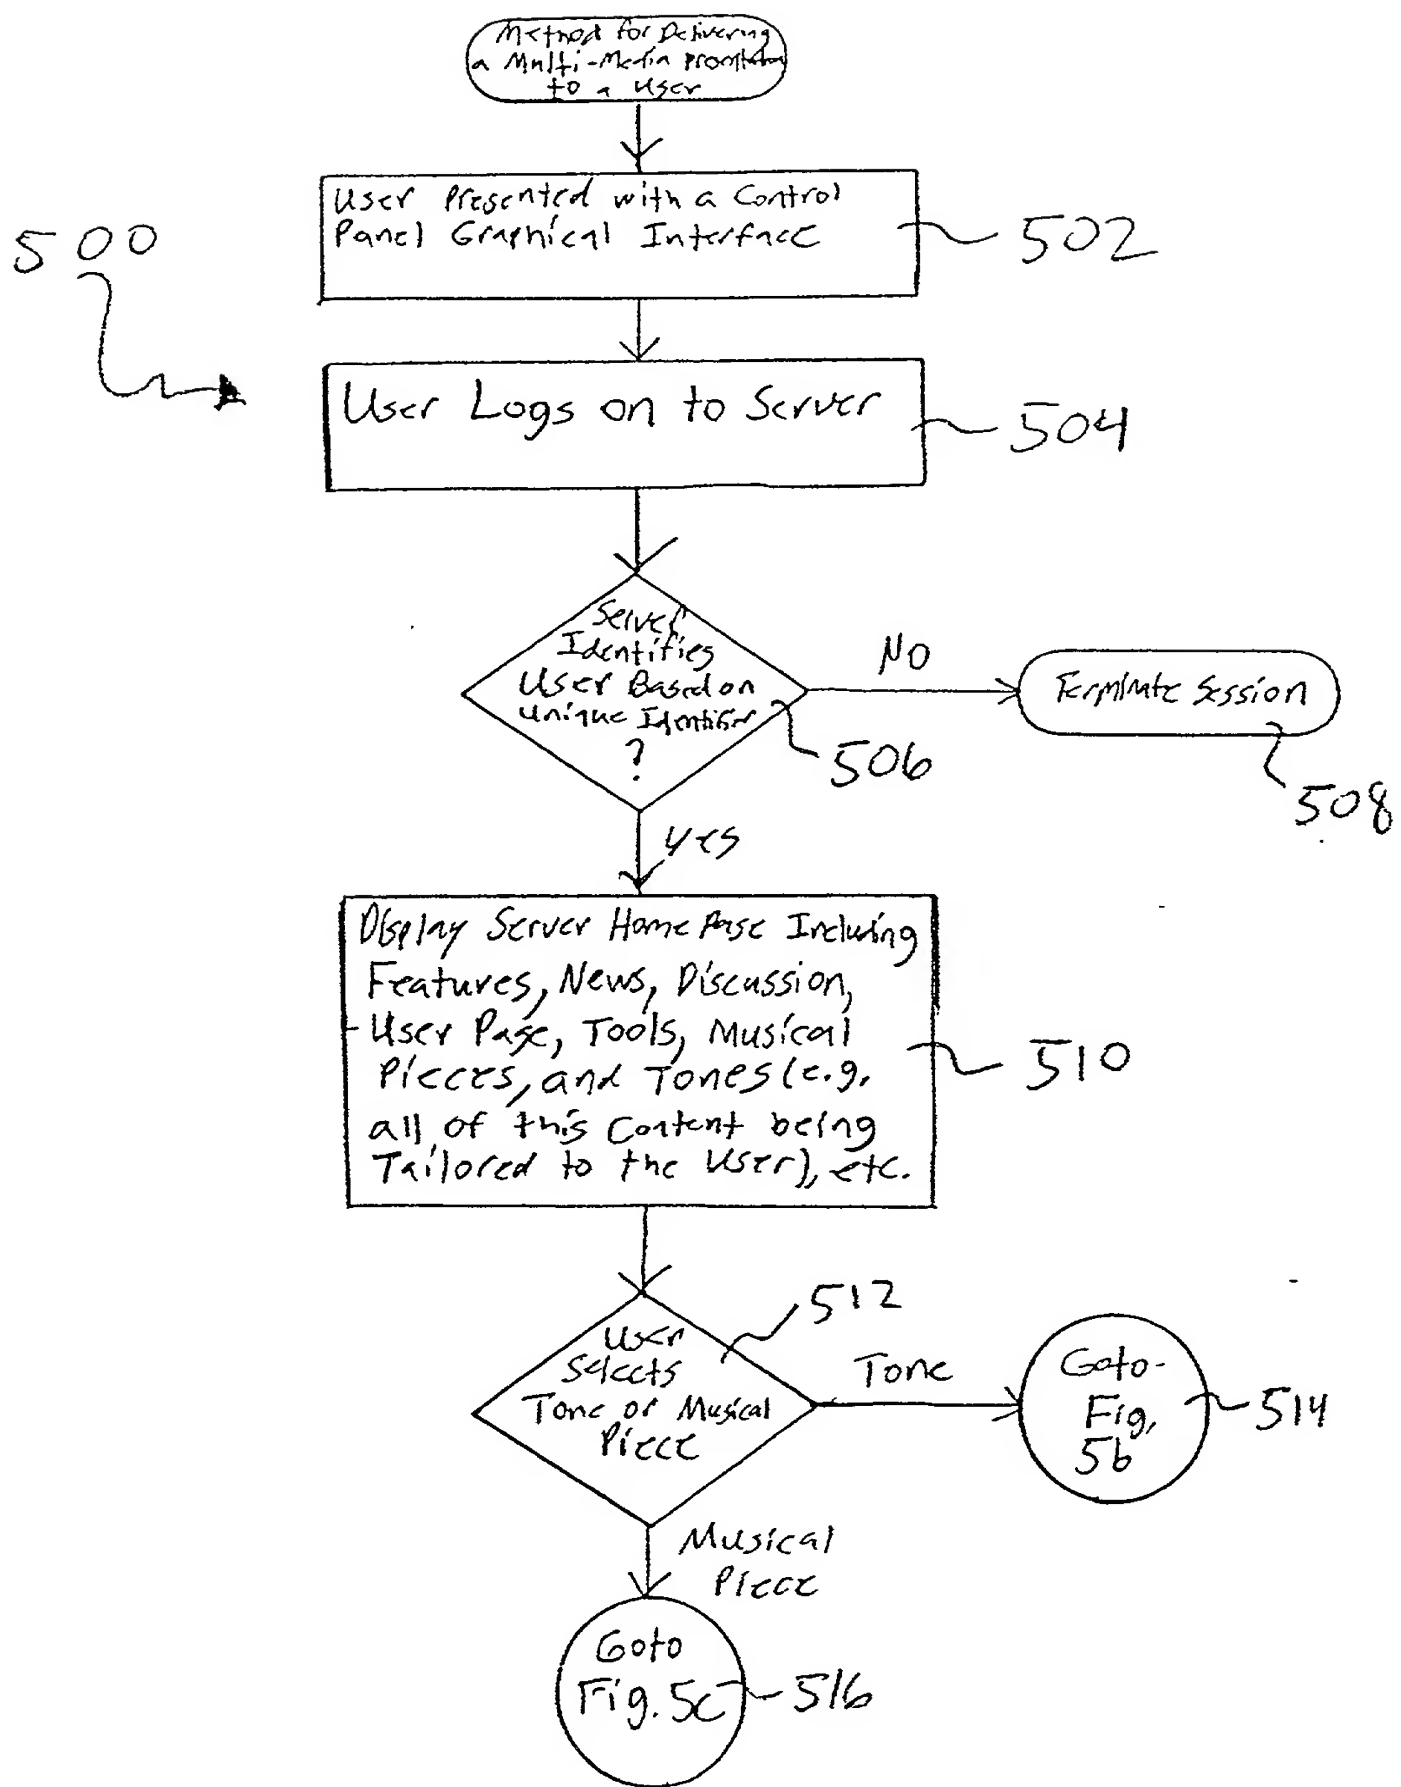 Method for Delivering
a Multi-Media Promotion
to a User
User Presented with a Control
Panel Graphical Interface
502
500
User Logs on to Server
504
Server
Identifies
User Based on
Unique Identifier
?
506
NO
Terminate Session
508
yes
Display Server Home Page Including
Features, News, Discussion,
User Page, Tools, Musical
Pieces, and Tones (e.g.
all of this Content being
Tailored to the User), etc.
510
512
User
Selects
Tone or Musical
Piece
Tone
Goto
Fig.
5b
514
Musical
Piece
Goto
Fig. 5c
516